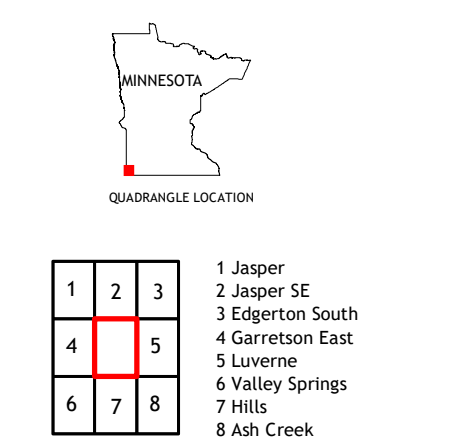 MINNESOTA
QUADRANGLE LOCATION
1 2 3
4 5
6 7 8
1 Jasper
2 Jasper SE
3 Edgerton South
4 Garretson East
5 Luverne
6 Valley Springs
7 Hills
8 Ash Creek